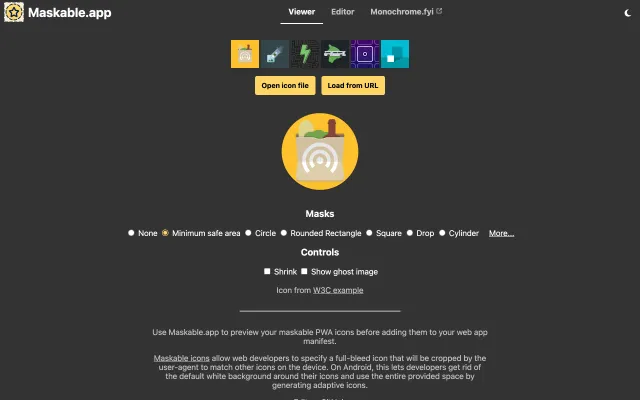 Maskable.app
Viewer
Editor
Monochrome.fyi
Open icon file
Load from URL
Masks
None
Minimum safe area
Circle
Rounded Rectangle
Square
Drop
Cylinder
More...
Controls
Shrink
Show ghost image
Icon from W3C example
Use Maskable.app to preview your maskable PWA icons before adding them to your web app
manifest.
Maskable icons allow web developers to specify a full-bleed icon that will be cropped by the
user-agent to match other icons on the device. On Android, this lets developers get rid of
the default white background around their icons and use the entire provided space by
generating adaptive icons.